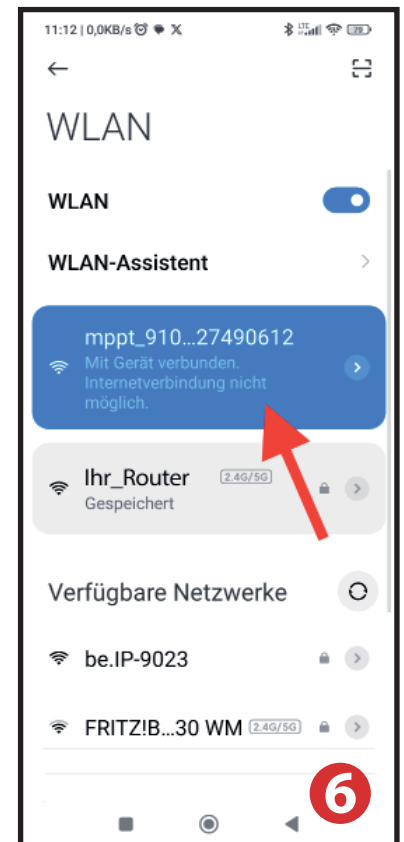 11:12 | 0,0KB/s
LTE
29
WLAN
WLAN
WLAN-Assistent
mppt_910...27490612
Mit Gerät verbunden.
Internetverbindung nicht
möglich.
Ihr_Router 2.4G/5G
Gespeichert
Verfügbare Netzwerke
be.IP-9023
FRITZ!B...30 WM 2.4G/5G
6